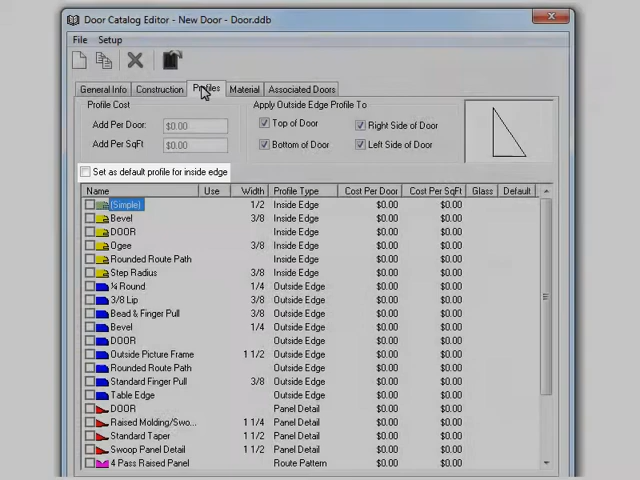 Door Catalog Editor - New Door - Door.ddb
File Setup
General Info Construction Profiles Material Associated Doors
Profile Cost Apply Outside Edge Profile To
Add Per Door: $0.00 Top of Door Right Side of Door
Add Per SqFt $0.00 Bottom of Door Left Side of Door
Set as default profile for inside edge
Name Use Width Profile Type Cost Per Door Cost Per SqFt Glass Default
(Simple) 1/2 Inside Edge $0.00 $0.00
Bevel 3/8 Inside Edge $0.00 $0.00
DOOR Inside Edge $0.00 $0.00
Ogee 3/8 Inside Edge $0.00 $0.00
Rounded Route Path Inside Edge $0.00 $0.00
Step Radius 3/8 Inside Edge $0.00 $0.00
¼ Round 1/4 Outside Edge $0.00 $0.00
3/8 Lip 3/8 Outside Edge $0.00 $0.00
Bead & Finger Pull 3/8 Outside Edge $0.00 $0.00
Bevel 1/4 Outside Edge $0.00 $0.00
DOOR Outside Edge $0.00 $0.00
Outside Picture Frame 1 1/2 Outside Edge $0.00 $0.00
Rounded Route Path Outside Edge $0.00 $0.00
Standard Finger Pull 3/8 Outside Edge $0.00 $0.00
Table Edge Outside Edge $0.00 $0.00
DOOR Panel Detail $0.00 $0.00
Raised Molding/Swo... 1 1/4 Panel Detail $0.00 $0.00
Standard Taper 1 1/2 Panel Detail $0.00 $0.00
Swoop Panel Detail 1 1/2 Panel Detail $0.00 $0.00
4 Pass Raised Panel 1 1/2 Route Pattern $0.00 $0.00